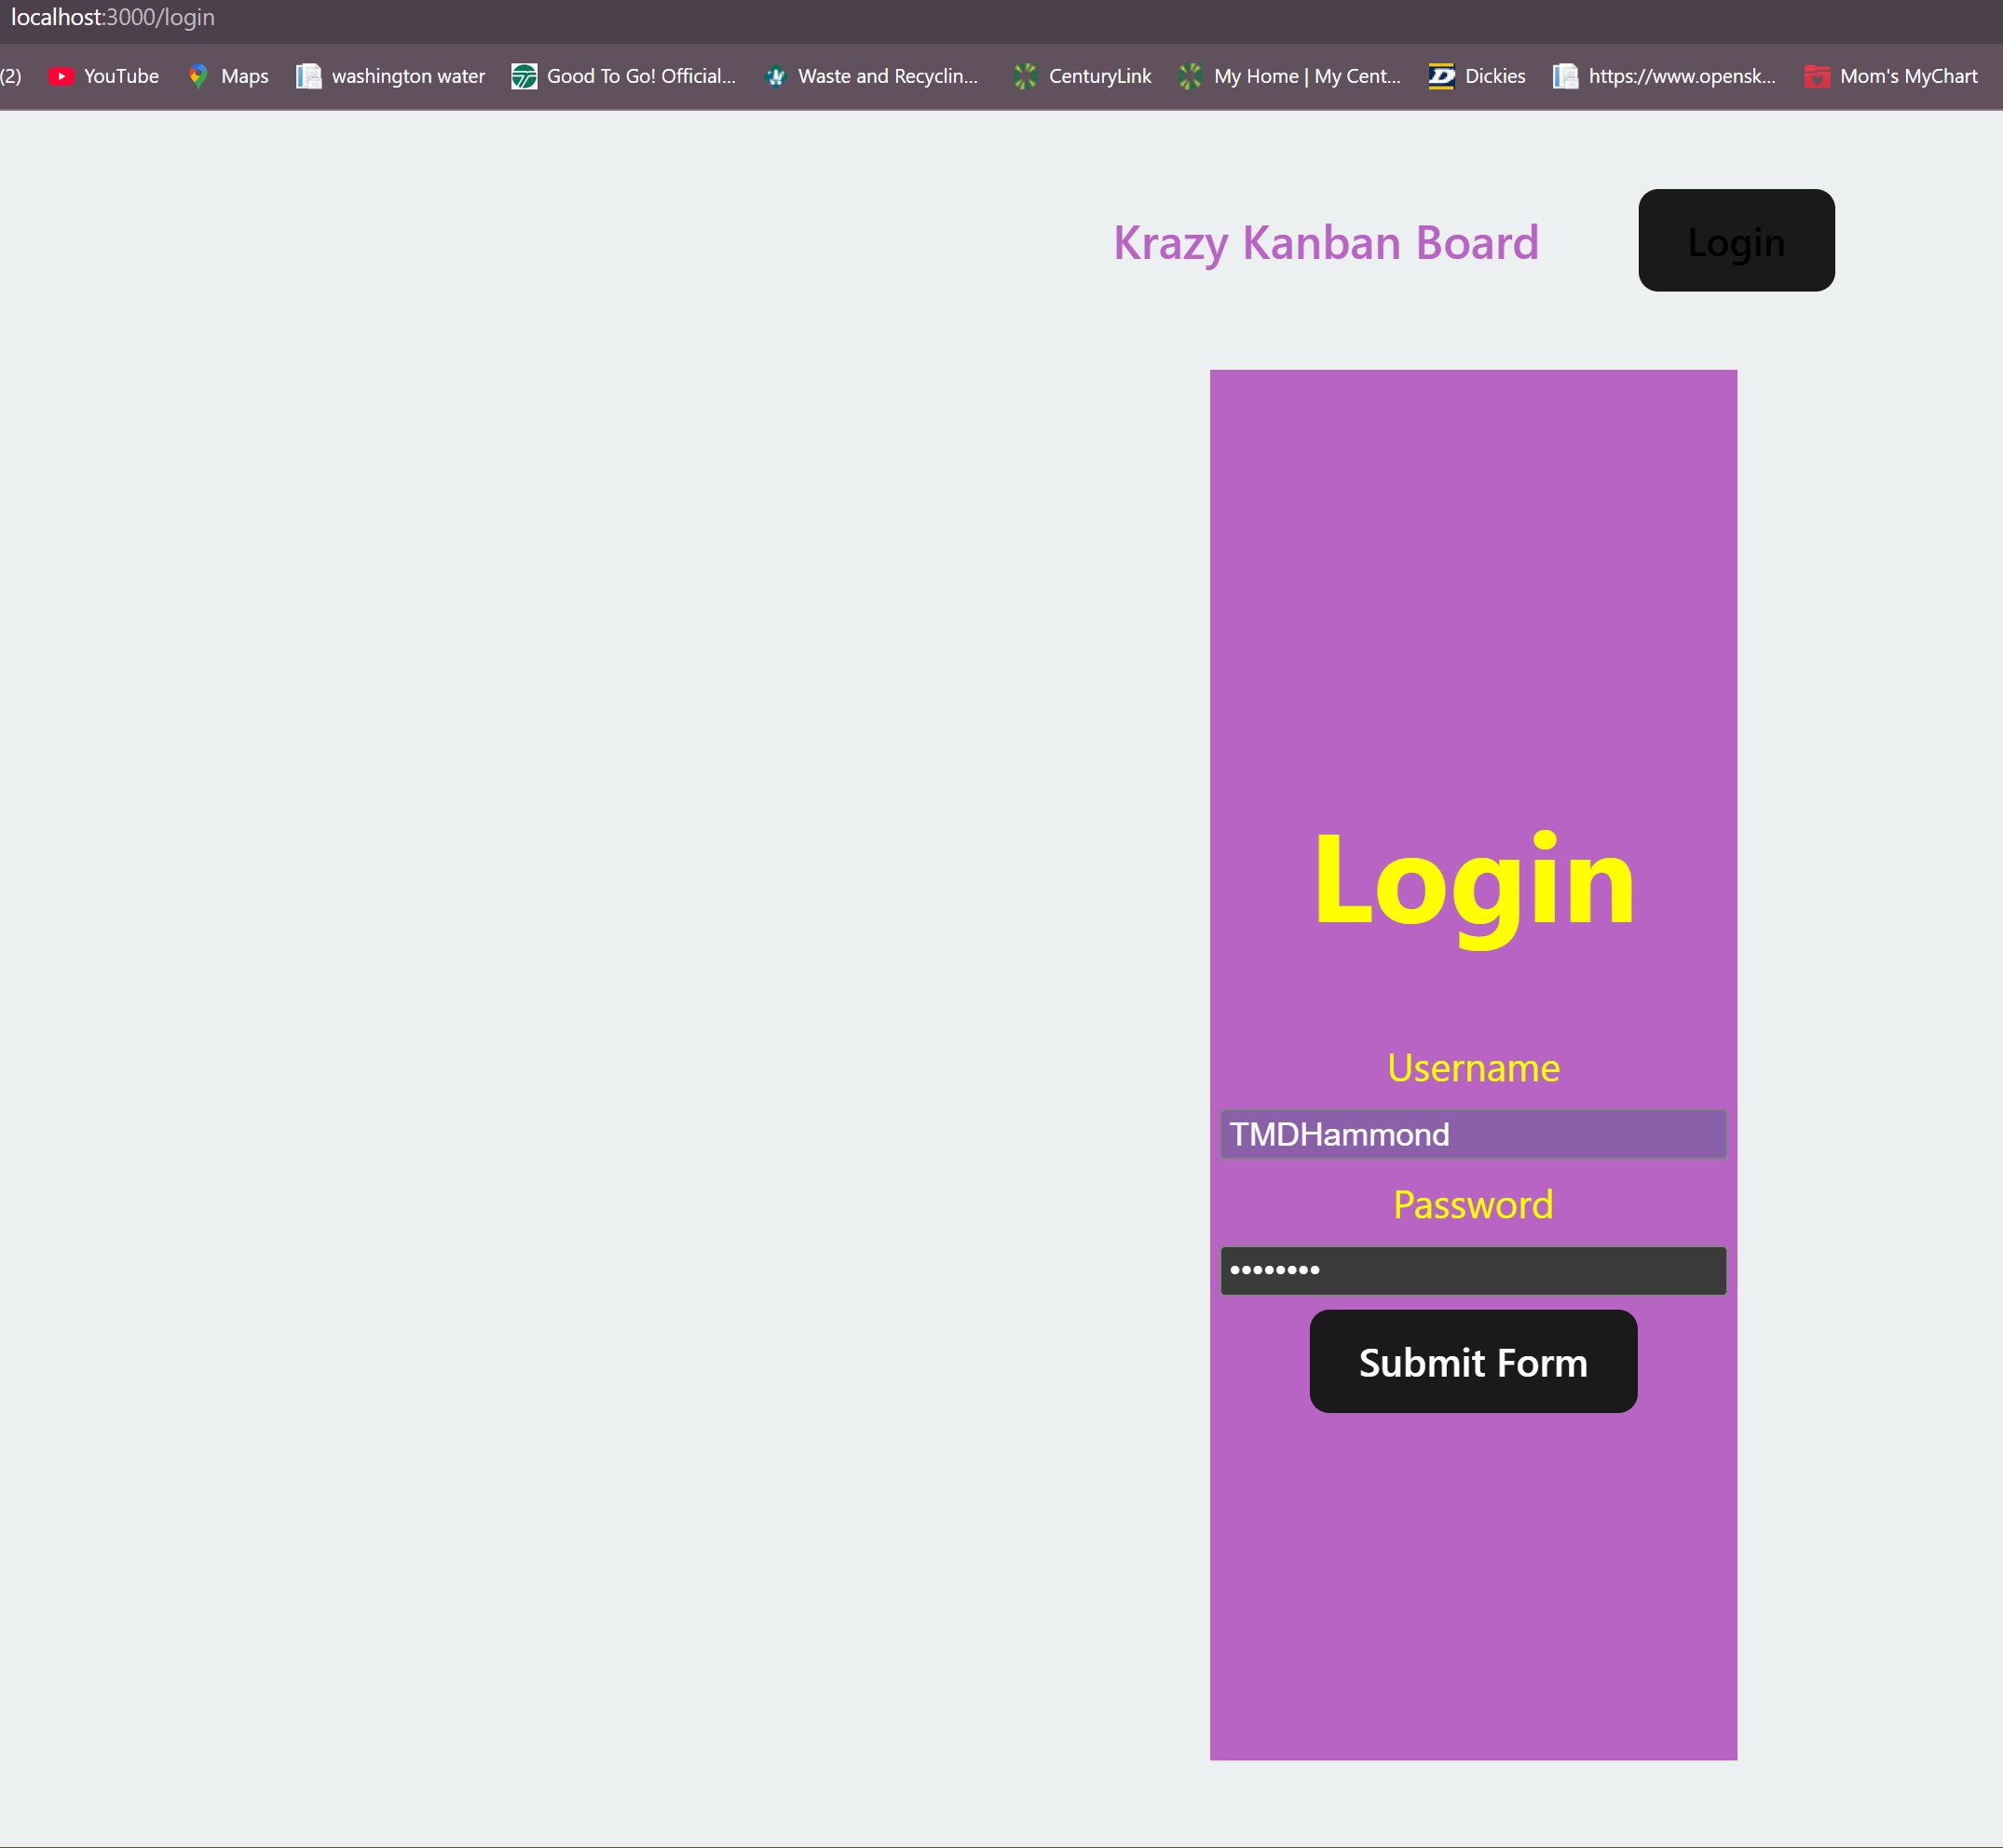 localhost:3000/login
(2) YouTube Maps washington water Good To Go! Official... Waste and Recyclin... CenturyLink My Home | My Cent... Dickies https://www.opensk... Mom's MyChart
Krazy Kanban Board Login
Login
Username
TMDHammond
Password
••••••••
Submit Form